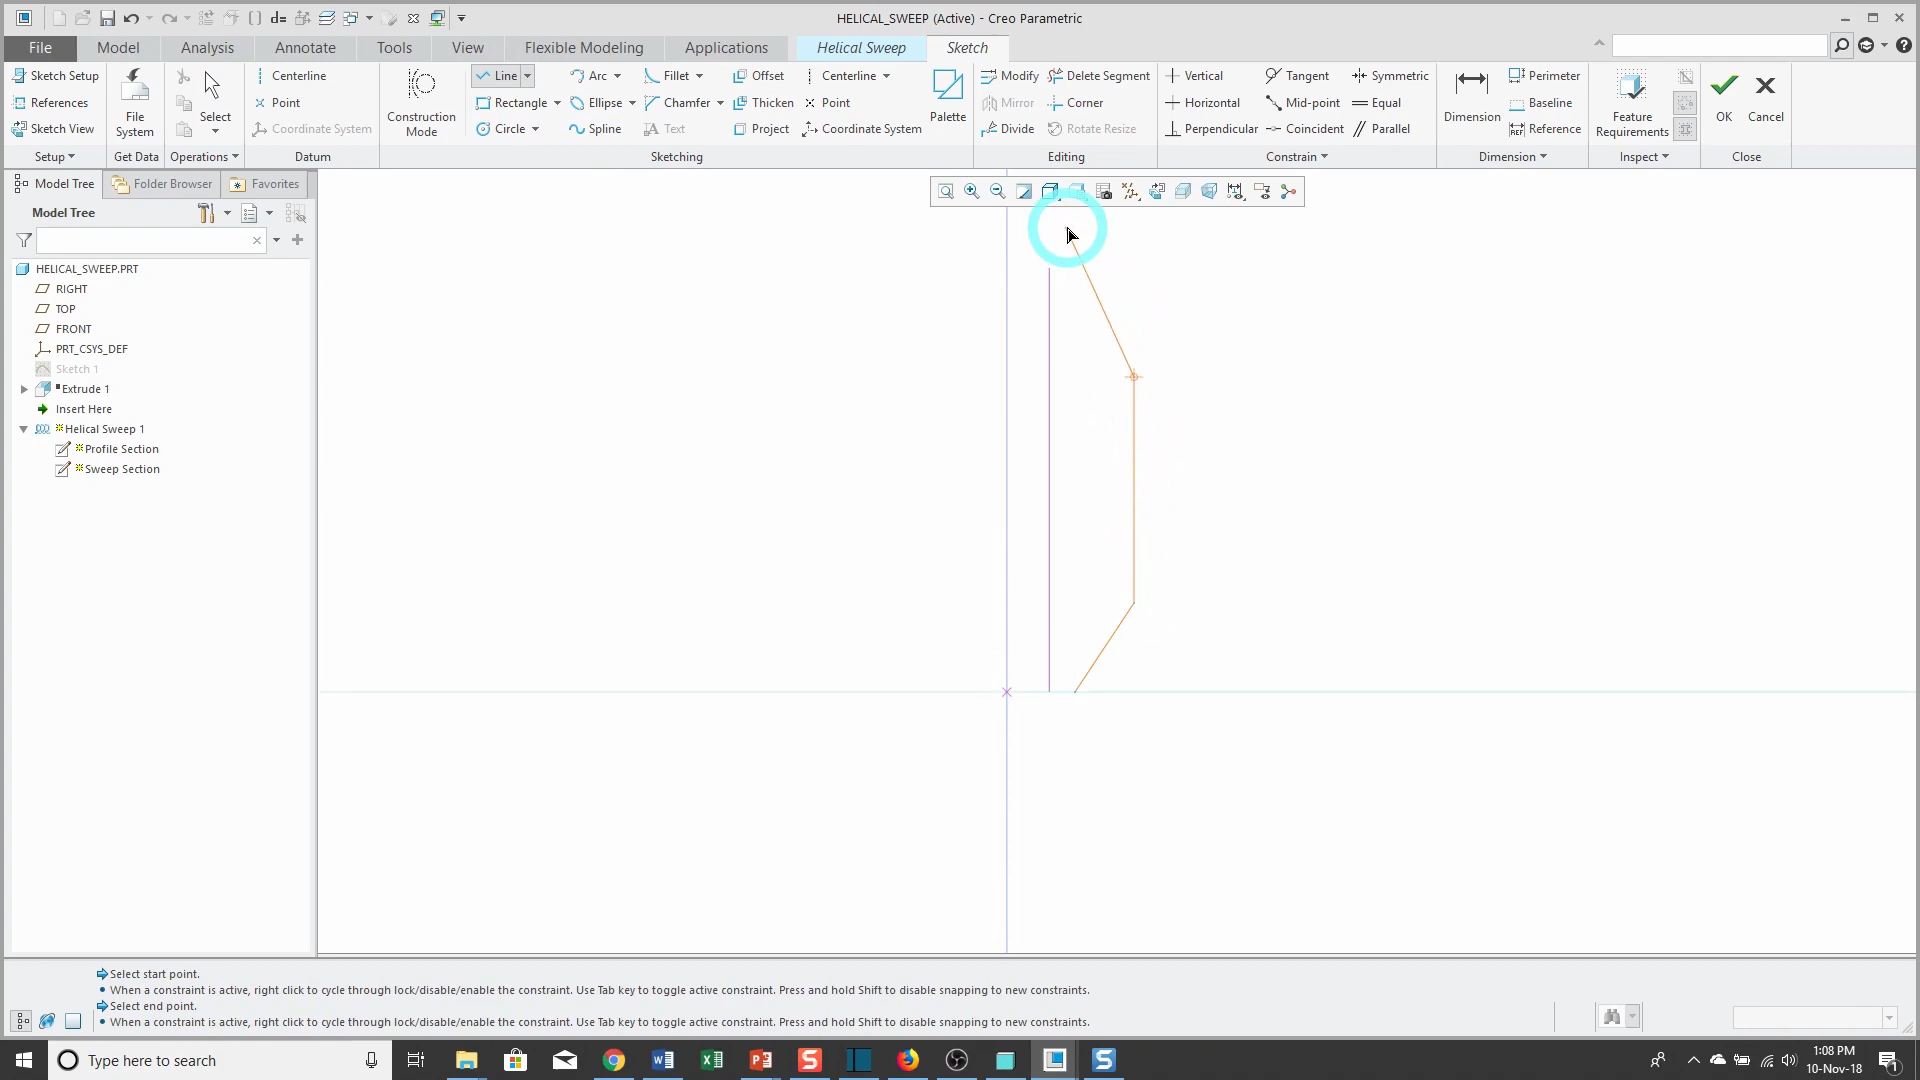 HELICAL_SWEEP (Active) - Creo Parametric
File Model Analysis Annotate Tools View Flexible Modeling Applications Helical Sweep Sketch
Sketch Setup
References
Sketch View
Setup
File System
Get Data
Select
Operations
Centerline
Point
Coordinate System
Datum
Construction Mode
Line Arc Fillet Offset Centerline
Rectangle Ellipse Chamfer Thicken Point
Circle Spline Text Project Coordinate System
Palette
Sketching
Modify Delete Segment
Mirror Corner
Divide Rotate Resize
Editing
Vertical Tangent Symmetric
Horizontal Mid-point Equal
Perpendicular Coincident Parallel
Constrain
Dimension
Perimeter
Baseline
Reference
Dimension
Feature Requirements
Inspect
OK Cancel
Close
Model Tree Folder Browser Favorites
Model Tree
HELICAL_SWEEP.PRT
RIGHT
TOP
FRONT
PRT_CSYS_DEF
Sketch 1
Extrude 1
Insert Here
Helical Sweep 1
Profile Section
Sweep Section
Select start point.
• When a constraint is active, right click to cycle through lock/disable/enable the constraint. Use Tab key to toggle active constraint. Press and hold Shift to disable snapping to new constraints.
Select end point.
• When a constraint is active, right click to cycle through lock/disable/enable the constraint. Use Tab key to toggle active constraint. Press and hold Shift to disable snapping to new constraints.
Type here to search
1:08 PM
10-Nov-18